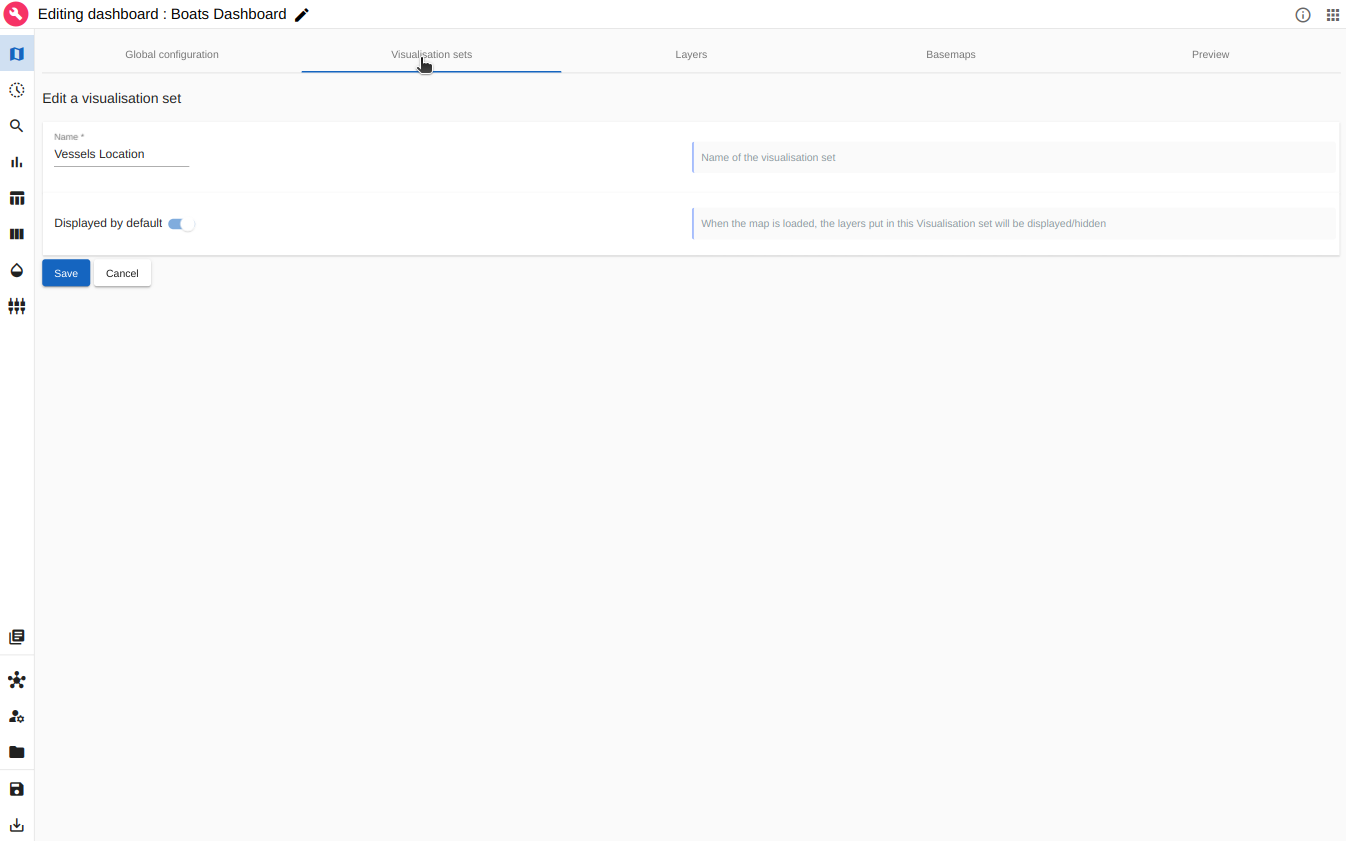 Editing dashboard : Boats Dashboard
Global configuration
Visualisation sets
Layers
Basemaps
Preview
Edit a visualisation set
Name *
Vessels Location
Name of the visualisation set
Displayed by default
When the map is loaded, the layers put in this Visualisation set will be displayed/hidden
Save
Cancel